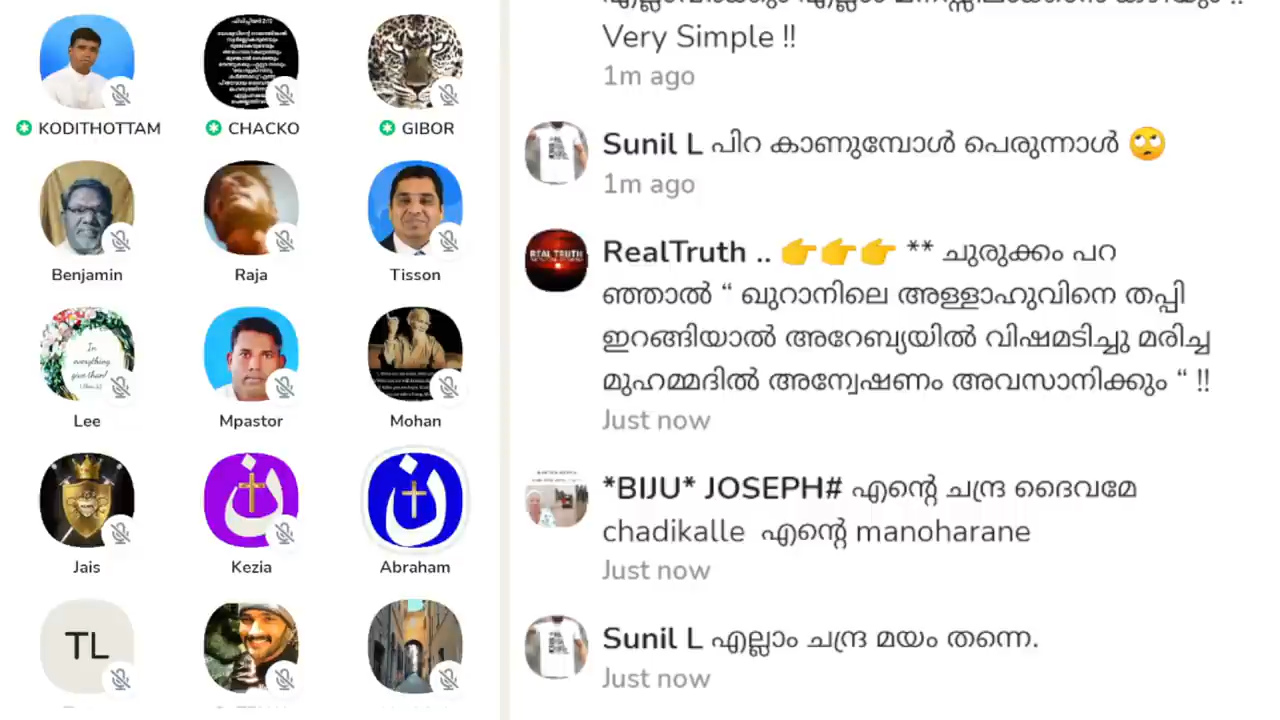 KODITHOTTAM
CHACKO
GIBOR
Benjamin
Raja
Tisson
Lee
Mpastor
Mohan
Jais
Kezia
Abraham
TL
Very Simple !!
1m ago
Sunil L പിറ കാണുമ്പോൾ പെരുന്നാൾ 🙄
1m ago
RealTruth .. 👉👉👉 ** ചുരുക്കം പറ
ഞ്ഞാൽ “ ഖുറാനിലെ അള്ളാഹുവിനെ തപ്പി
ഇറങ്ങിയാൽ അറേബ്യയിൽ വിഷമടിച്ചു മരിച്ച
മുഹമ്മദിൽ അന്വേഷണം അവസാനിക്കും “ !!
Just now
*BIJU* JOSEPH# എന്റെ ചന്ദ്ര ദൈവമേ
chadikalle എന്റെ manoharane
Just now
Sunil L എല്ലാം ചന്ദ്ര മയം തന്നെ.
Just now